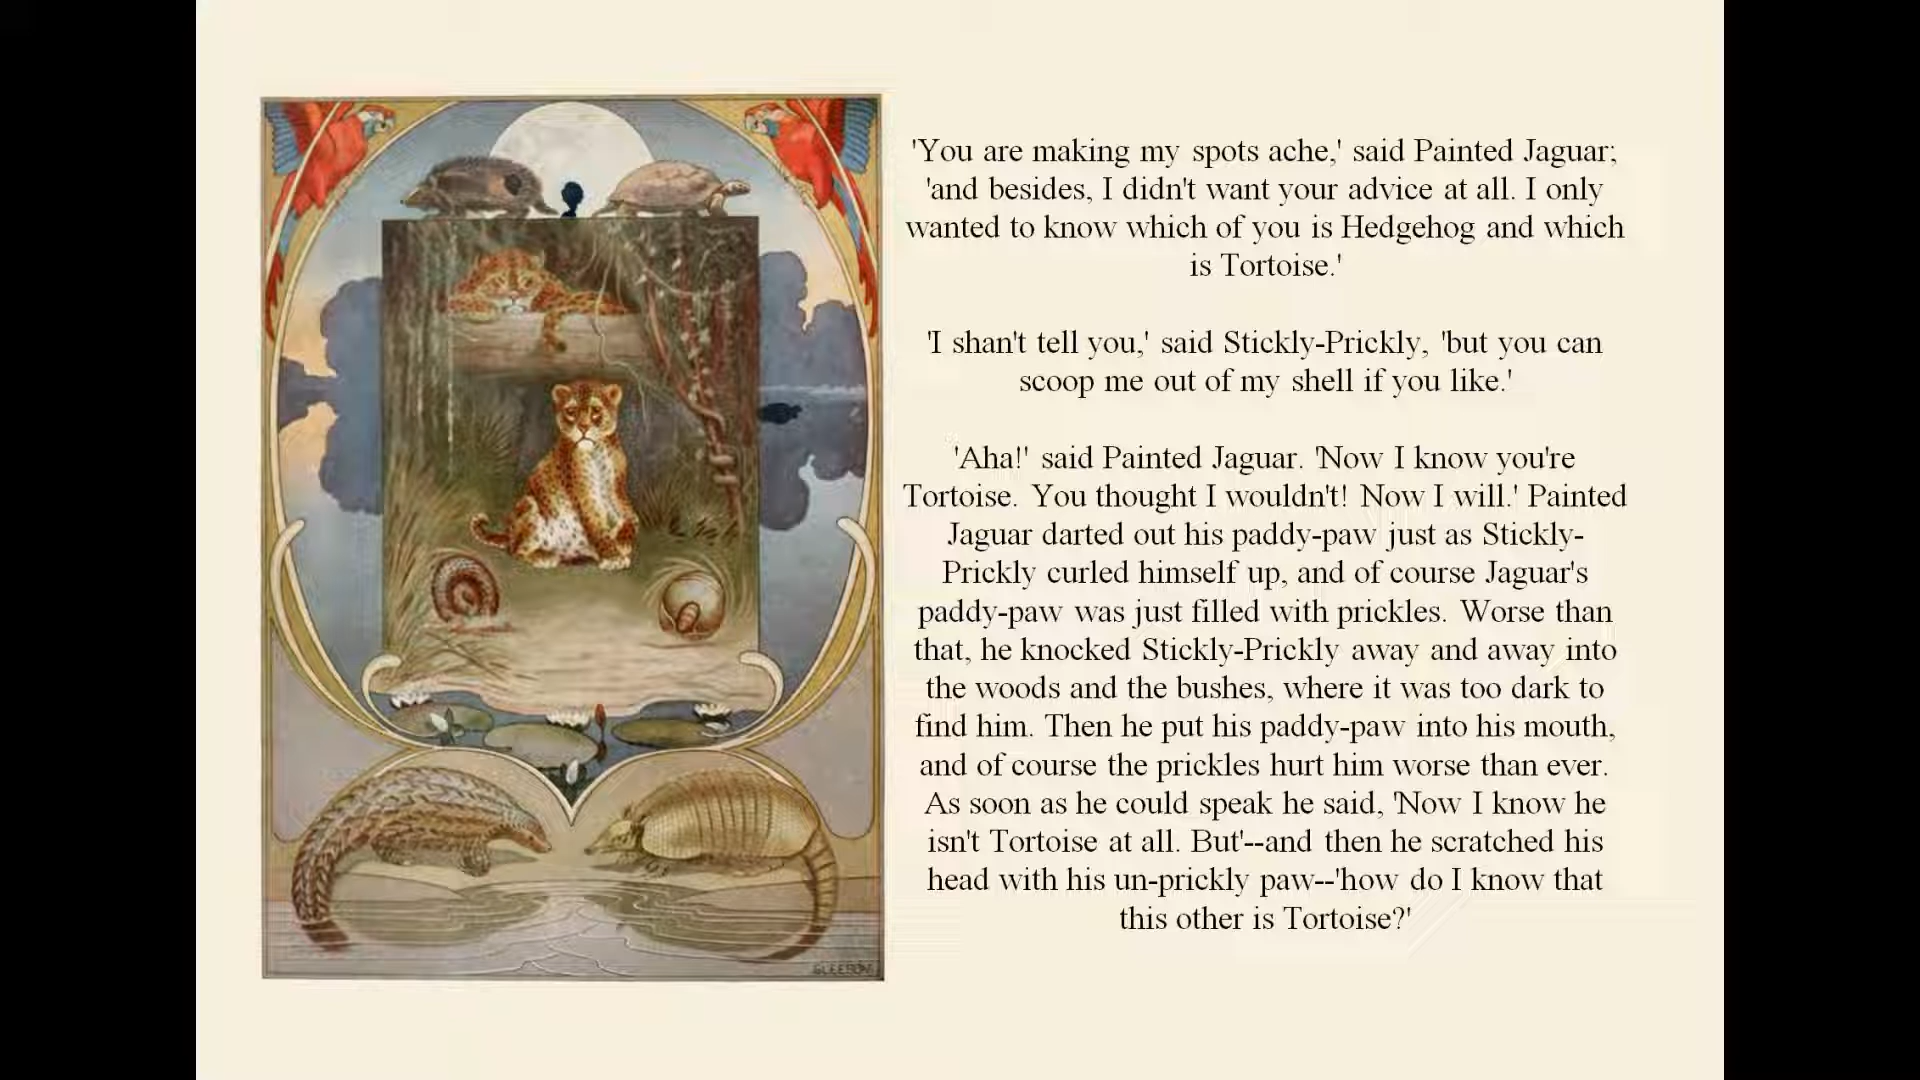 'You are making my spots ache,' said Painted Jaguar;
'and besides, I didn't want your advice at all. I only
wanted to know which of you is Hedgehog and which
is Tortoise.'
'I shan't tell you,' said Stickly-Prickly, 'but you can
scoop me out of my shell if you like.'
'Aha!' said Painted Jaguar. 'Now I know you're
Tortoise. You thought I wouldn't! Now I will.' Painted
Jaguar darted out his paddy-paw just as Stickly-
Prickly curled himself up, and of course Jaguar's
paddy-paw was just filled with prickles. Worse than
that, he knocked Stickly-Prickly away and away into
the woods and the bushes, where it was too dark to
find him. Then he put his paddy-paw into his mouth,
and of course the prickles hurt him worse than ever.
As soon as he could speak he said, 'Now I know he
isn't Tortoise at all. But'--and then he scratched his
head with his un-prickly paw--'how do I know that
this other is Tortoise?'